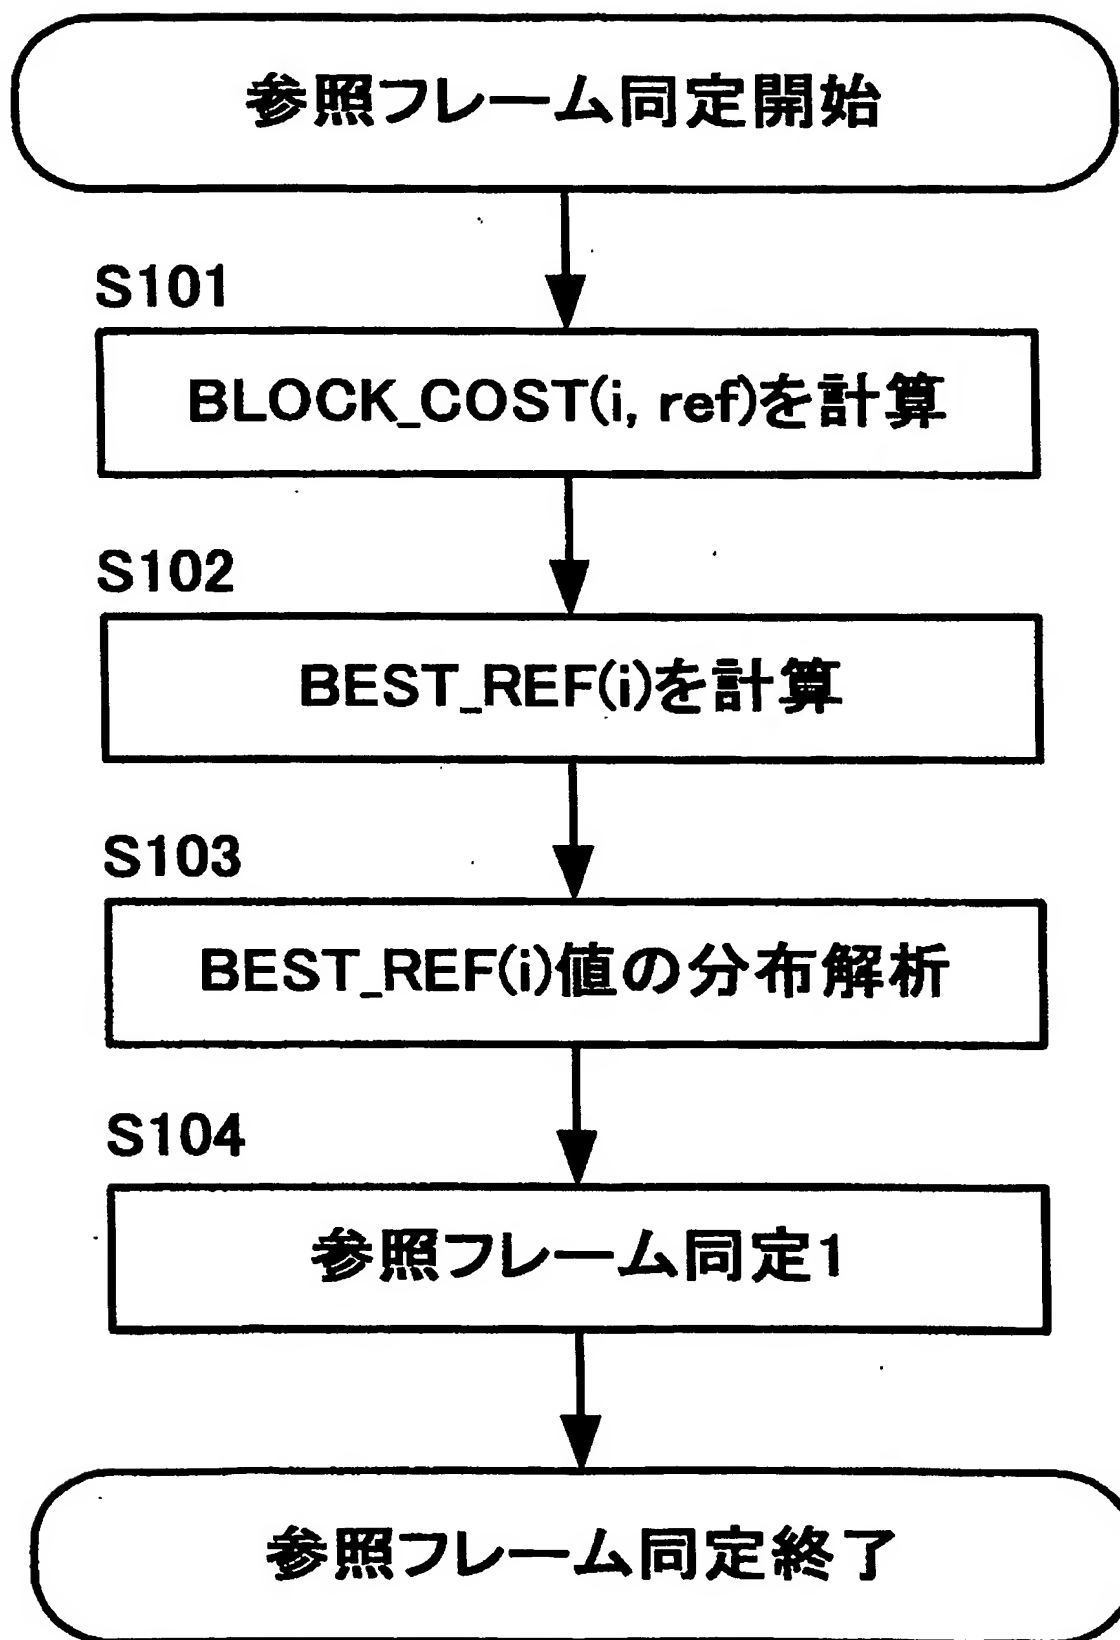 参照フレーム同定開始
S101
BLOCK_COST(i, ref)を計算
S102
BEST_REF(i)を計算
S103
BEST_REF(i)値の分布解析
S104
参照フレーム同定1
参照フレーム同定終了